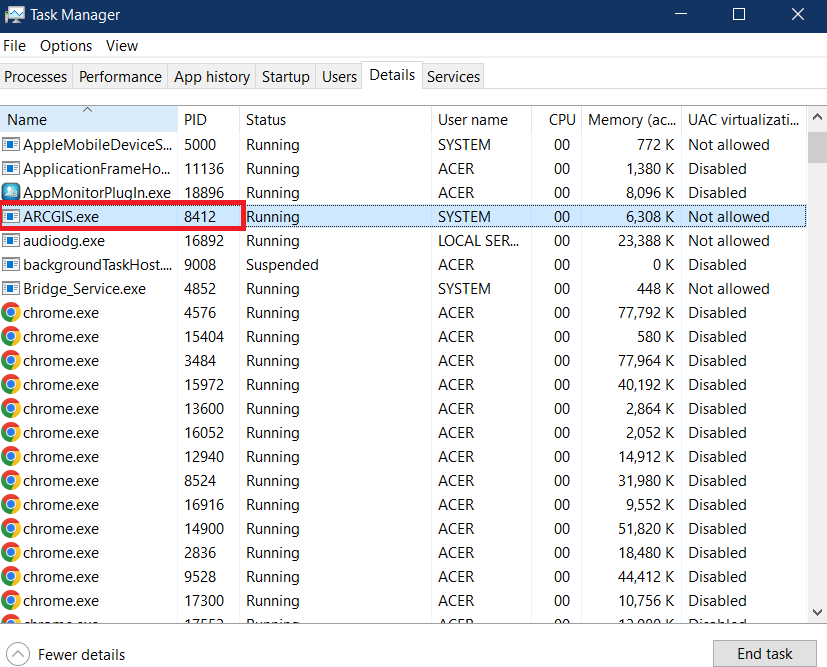 Task Manager
File Options View
Processes Performance App history Startup Users Details Services
Name PID Status User name CPU Memory (ac... UAC virtualizati...
AppleMobileDeviceS... 5000 Running SYSTEM 00 772 K Not allowed
ApplicationFrameHo... 11136 Running ACER 00 1,380 K Disabled
AppMonitorPlugIn.exe 18896 Running ACER 00 8,096 K Disabled
ARCGIS.exe 8412 Running SYSTEM 00 6,308 K Not allowed
audiodg.exe 16892 Running LOCAL SER... 00 23,388 K Not allowed
backgroundTaskHost.... 9008 Suspended ACER 00 0 K Disabled
Bridge_Service.exe 4852 Running SYSTEM 00 448 K Not allowed
chrome.exe 4576 Running ACER 00 77,792 K Disabled
chrome.exe 15404 Running ACER 00 580 K Disabled
chrome.exe 3484 Running ACER 00 77,964 K Disabled
chrome.exe 15972 Running ACER 00 40,192 K Disabled
chrome.exe 13600 Running ACER 00 2,864 K Disabled
chrome.exe 16052 Running ACER 00 2,052 K Disabled
chrome.exe 12940 Running ACER 00 14,912 K Disabled
chrome.exe 8524 Running ACER 00 31,980 K Disabled
chrome.exe 16916 Running ACER 00 9,552 K Disabled
chrome.exe 14900 Running ACER 00 51,820 K Disabled
chrome.exe 2836 Running ACER 00 18,480 K Disabled
chrome.exe 9528 Running ACER 00 44,412 K Disabled
chrome.exe 17300 Running ACER 00 10,756 K Disabled
Fewer details End task